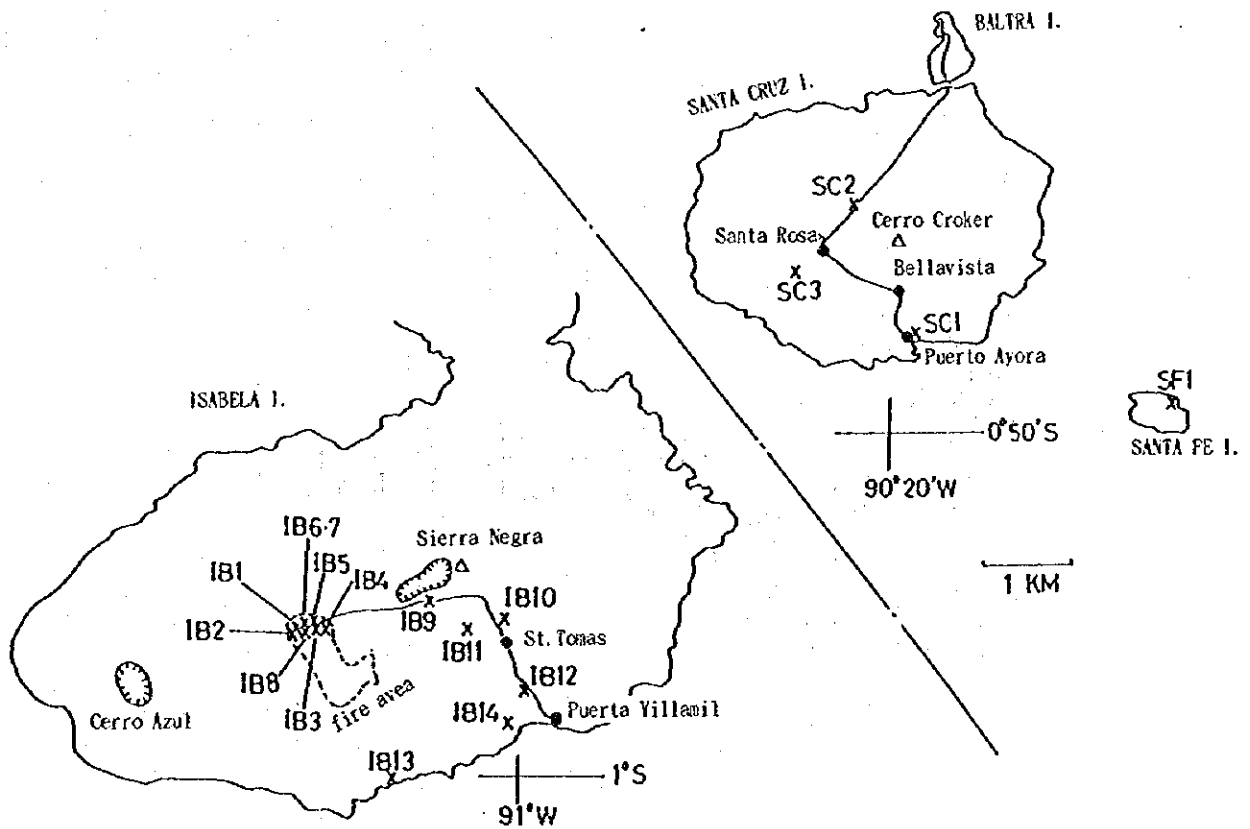 BALTRA I.
SANTA CRUZ I.
SC2
Cerro Croker
Santa Rosa
Bellavista
SC3
SC1
Puerto Ayora
SF1
0°50'S
SANTA FE I.
90°20'W
1 KM
ISABELA I.
IB6·7
Sierra Negra
IB5
IB4
IB1
IB10
IB2
IB9
St. Tomas
IB11
IB8
IB12
fire avea
Cerro Azul
IB3
IB14
Puerta Villamil
IB13
1°S
91°W